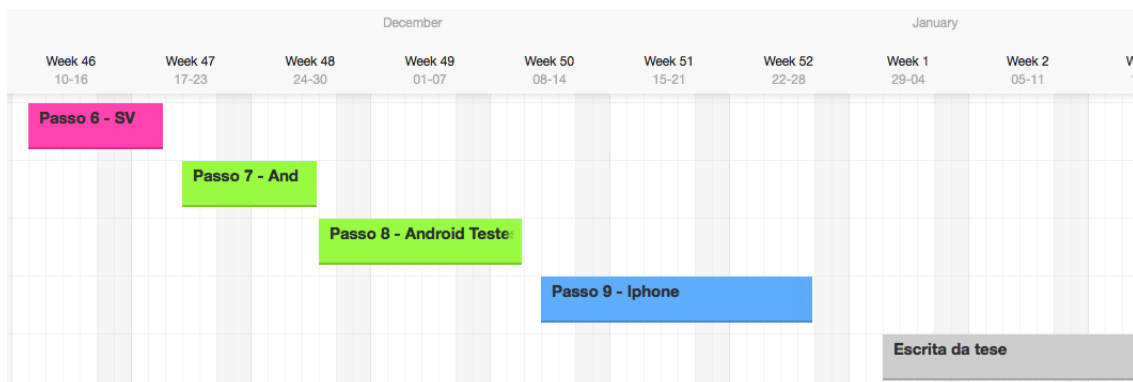 December January
Week 46 Week 47 Week 48 Week 49 Week 50 Week 51 Week 52 Week 1 Week 2
10-16 17-23 24-30 01-07 08-14 15-21 22-28 29-04 05-11
Passo 6 - SV
Passo 7 - And
Passo 8 - Android Teste
Passo 9 - Iphone
Escrita da tese